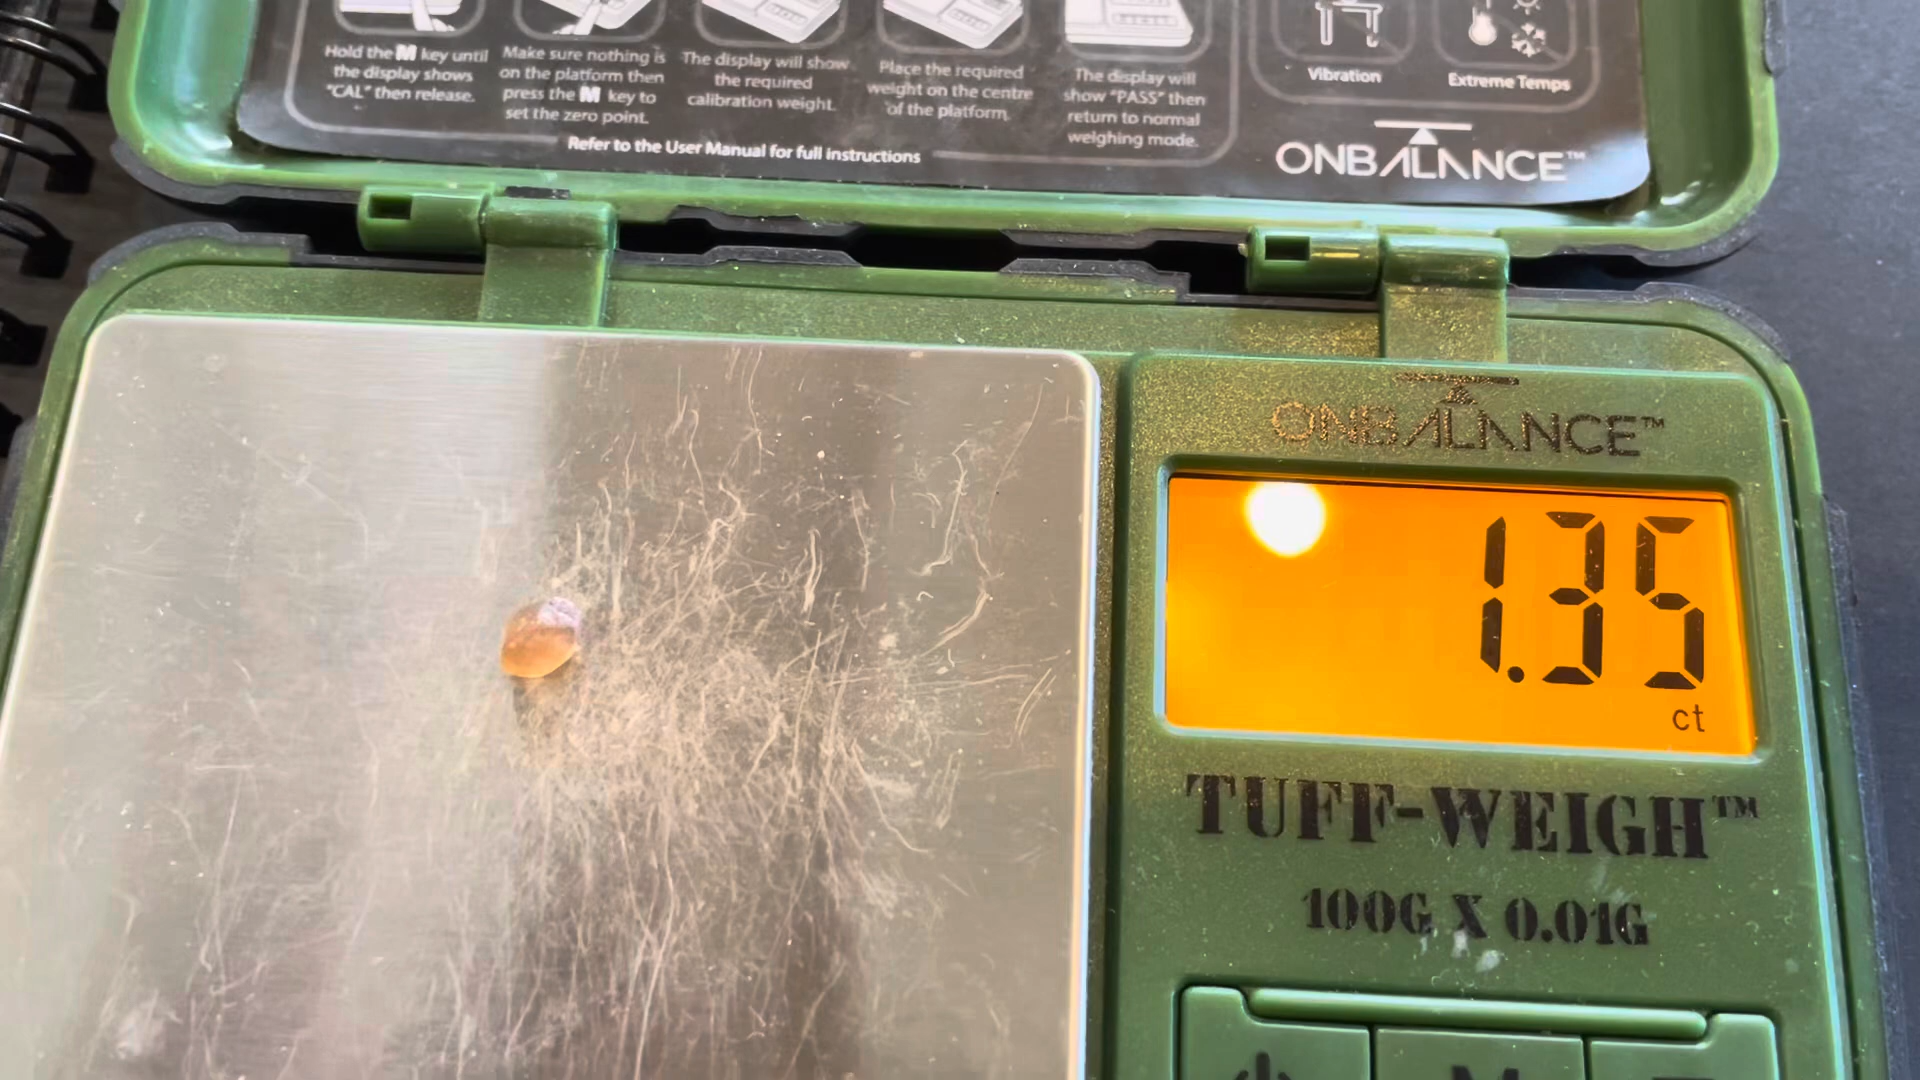 Hold the M key until
the display shows
"CAL" then release.
Make sure nothing is
on the platform then
press the M key to
set the zero point.
The display will show
the required
calibration weight.
Place the required
weight on the centre
of the platform.
The display will
show "PASS" then
return to normal
weighing mode.
Vibration
Extreme Temps
Refer to the User Manual for full instructions
ONBALANCE™
ONBALANCE™
1.35
ct
TUFF-WEIGH™
100G X 0.01G
M